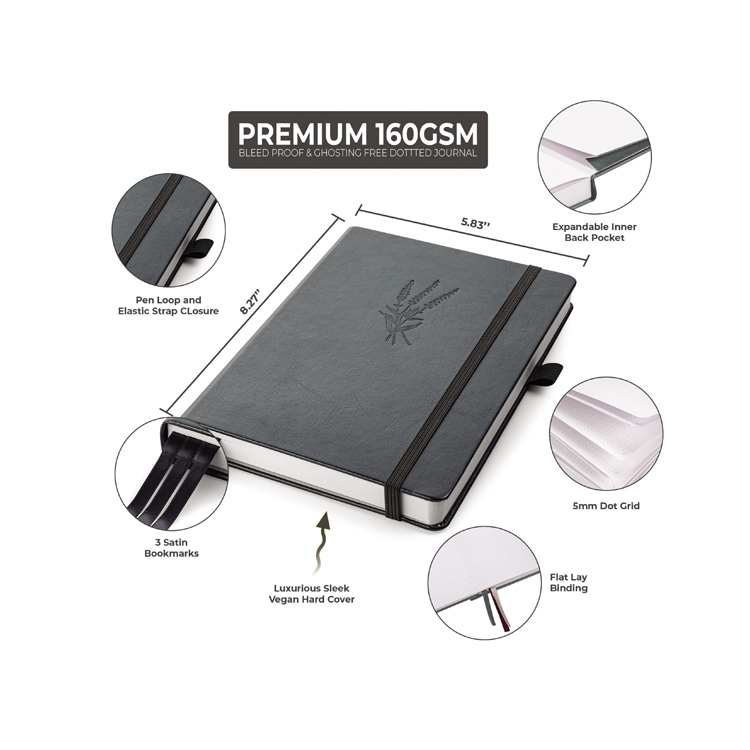 PREMIUM 160GSM
BLEED PROOF & GHOSTING FREE DOTTTED JOURNAL
5.83’’
Expandable Inner
Back Pocket
8.27’’
Pen Loop and
Elastic Strap CLosure
5mm Dot Grid
3 Satin
Bookmarks
Flat Lay
Binding
Luxurious Sleek
Vegan Hard Cover